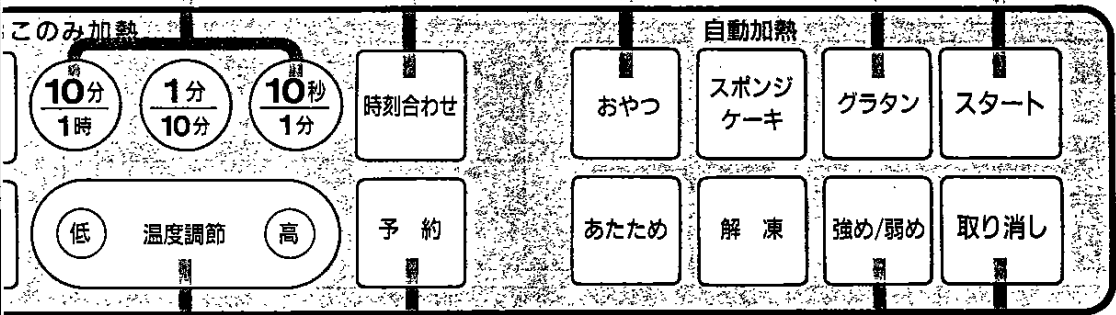 このみ加熱
10分
1時
1分
10分
10秒
1分
時刻合わせ
低
温度調節
高
予約
自動加熱
おやつ
スポンジ
ケーキ
グラタン
スタート
あたため
解凍
強め/弱め
取り消し